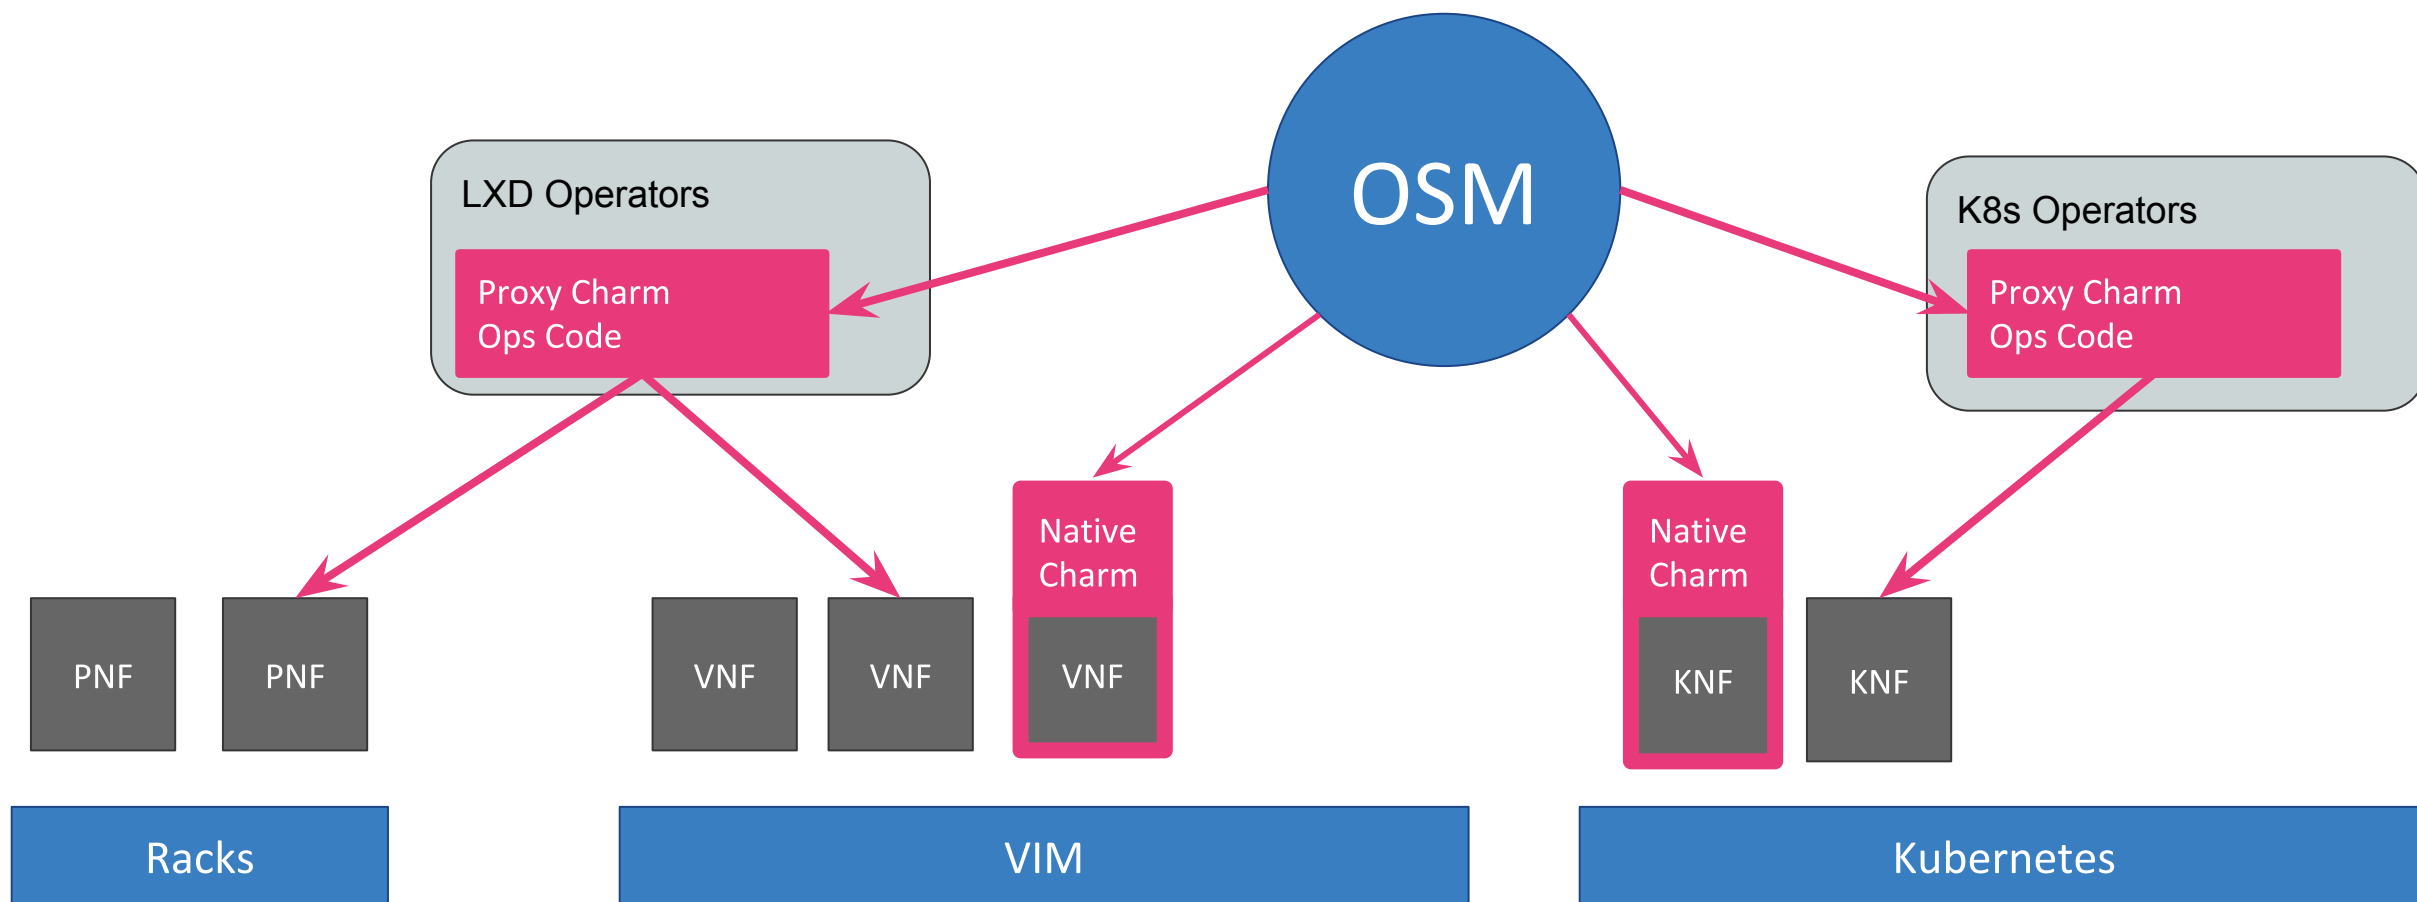 OSM
LXD Operators
Proxy Charm
Ops Code
K8s Operators
Proxy Charm
Ops Code
Native
Charm
Native
Charm
PNF
PNF
VNF
VNF
VNF
KNF
KNF
Racks
VIM
Kubernetes